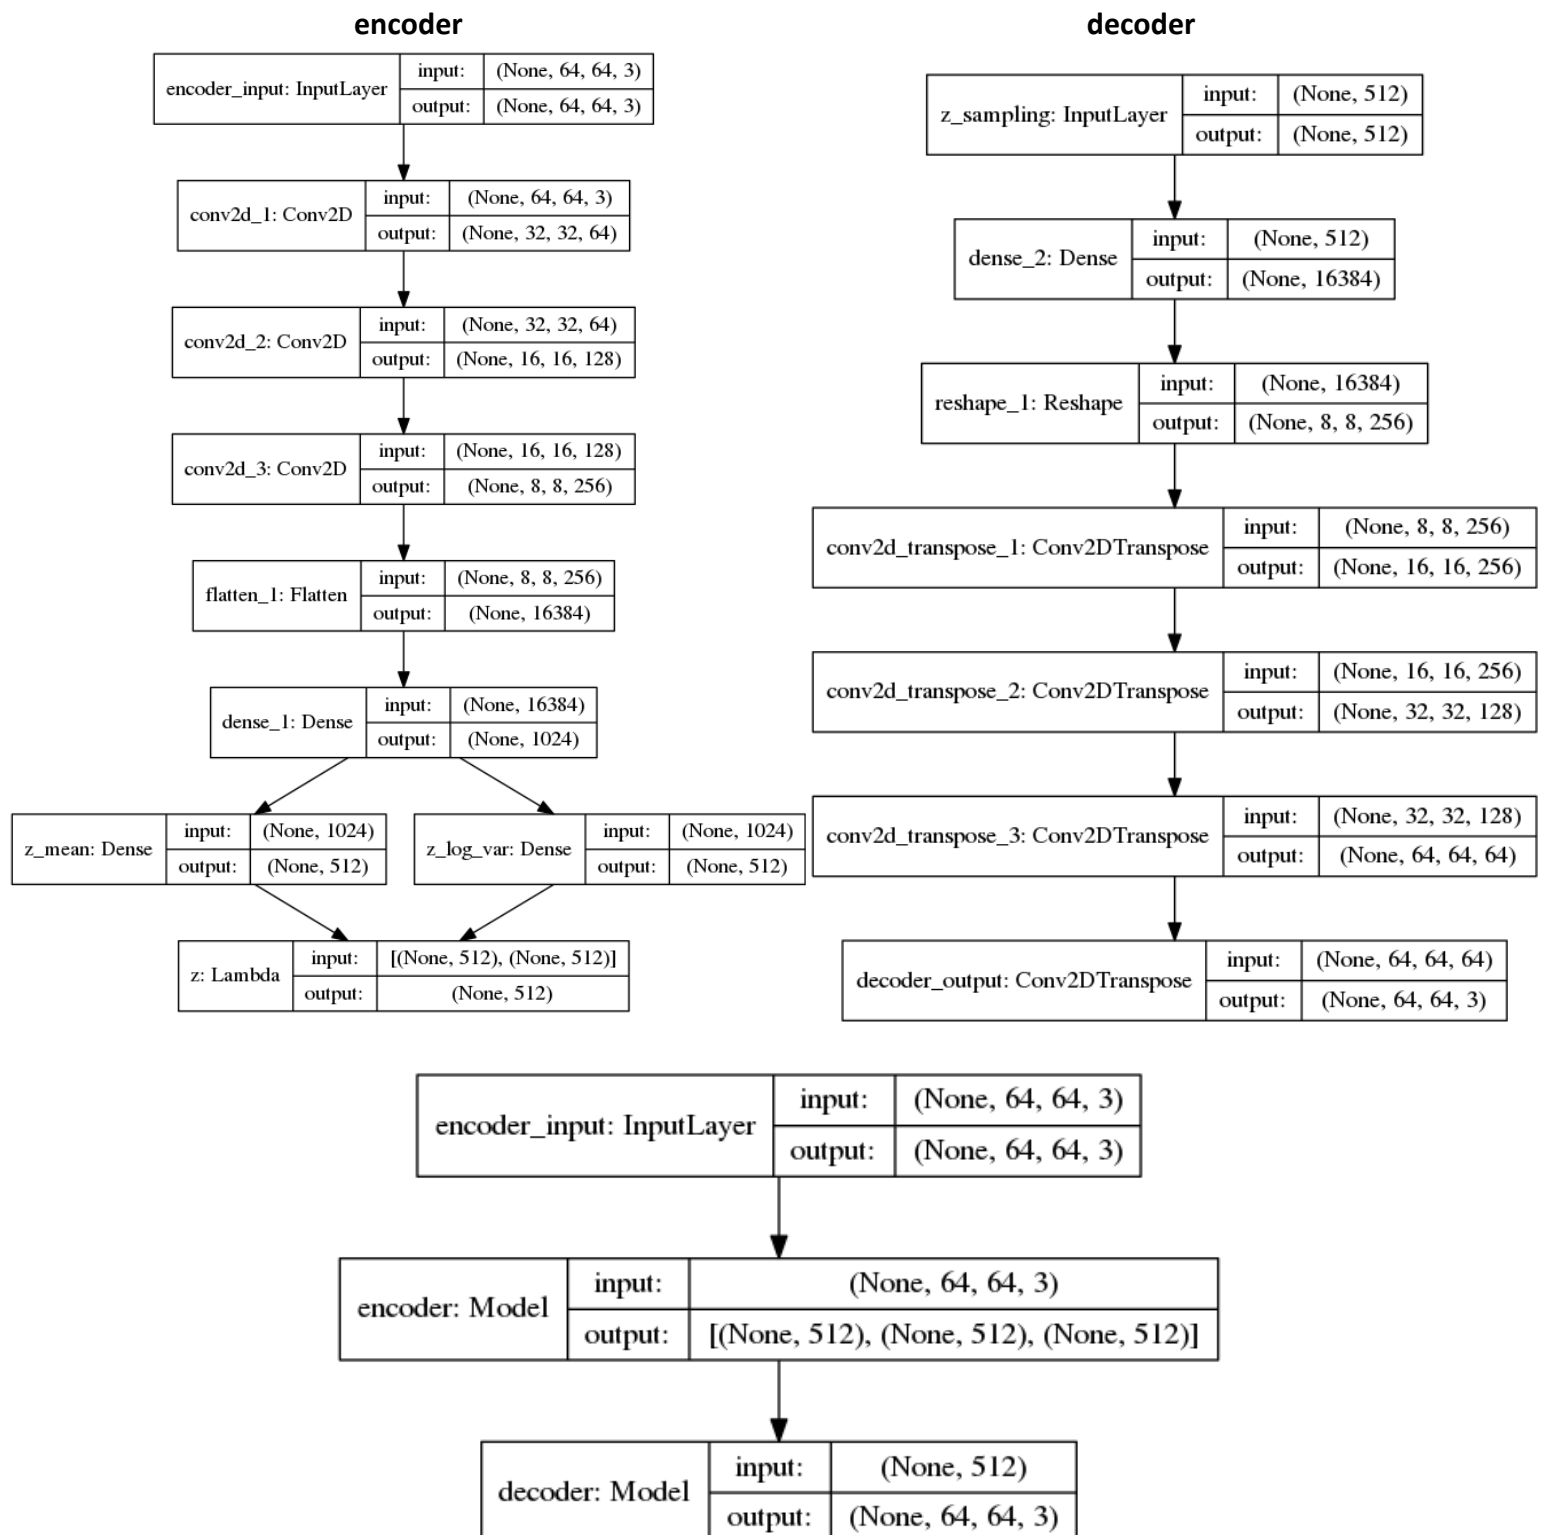 encoder
encoder_input: InputLayer
input:
(None, 64, 64, 3)
output:
(None, 64, 64, 3)
conv2d_1: Conv2D
input:
(None, 64, 64, 3)
output:
(None, 32, 32, 64)
conv2d_2: Conv2D
input:
(None, 32, 32, 64)
output:
(None, 16, 16, 128)
conv2d_3: Conv2D
input:
(None, 16, 16, 128)
output:
(None, 8, 8, 256)
flatten_1: Flatten
input:
(None, 8, 8, 256)
output:
(None, 16384)
dense_1: Dense
input:
(None, 16384)
output:
(None, 1024)
z_mean: Dense
input:
(None, 1024)
output:
(None, 512)
z_log_var: Dense
input:
(None, 1024)
output:
(None, 512)
z: Lambda
input:
[(None, 512), (None, 512)]
output:
(None, 512)
decoder
z_sampling: InputLayer
input:
(None, 512)
output:
(None, 512)
dense_2: Dense
input:
(None, 512)
output:
(None, 16384)
reshape_1: Reshape
input:
(None, 16384)
output:
(None, 8, 8, 256)
conv2d_transpose_1: Conv2DTranspose
input:
(None, 8, 8, 256)
output:
(None, 16, 16, 256)
conv2d_transpose_2: Conv2DTranspose
input:
(None, 16, 16, 256)
output:
(None, 32, 32, 128)
conv2d_transpose_3: Conv2DTranspose
input:
(None, 32, 32, 128)
output:
(None, 64, 64, 64)
decoder_output: Conv2DTranspose
input:
(None, 64, 64, 64)
output:
(None, 64, 64, 3)
encoder_input: InputLayer
input:
(None, 64, 64, 3)
output:
(None, 64, 64, 3)
encoder: Model
input:
(None, 64, 64, 3)
output:
[(None, 512), (None, 512), (None, 512)]
decoder: Model
input:
(None, 512)
output:
(None, 64, 64, 3)